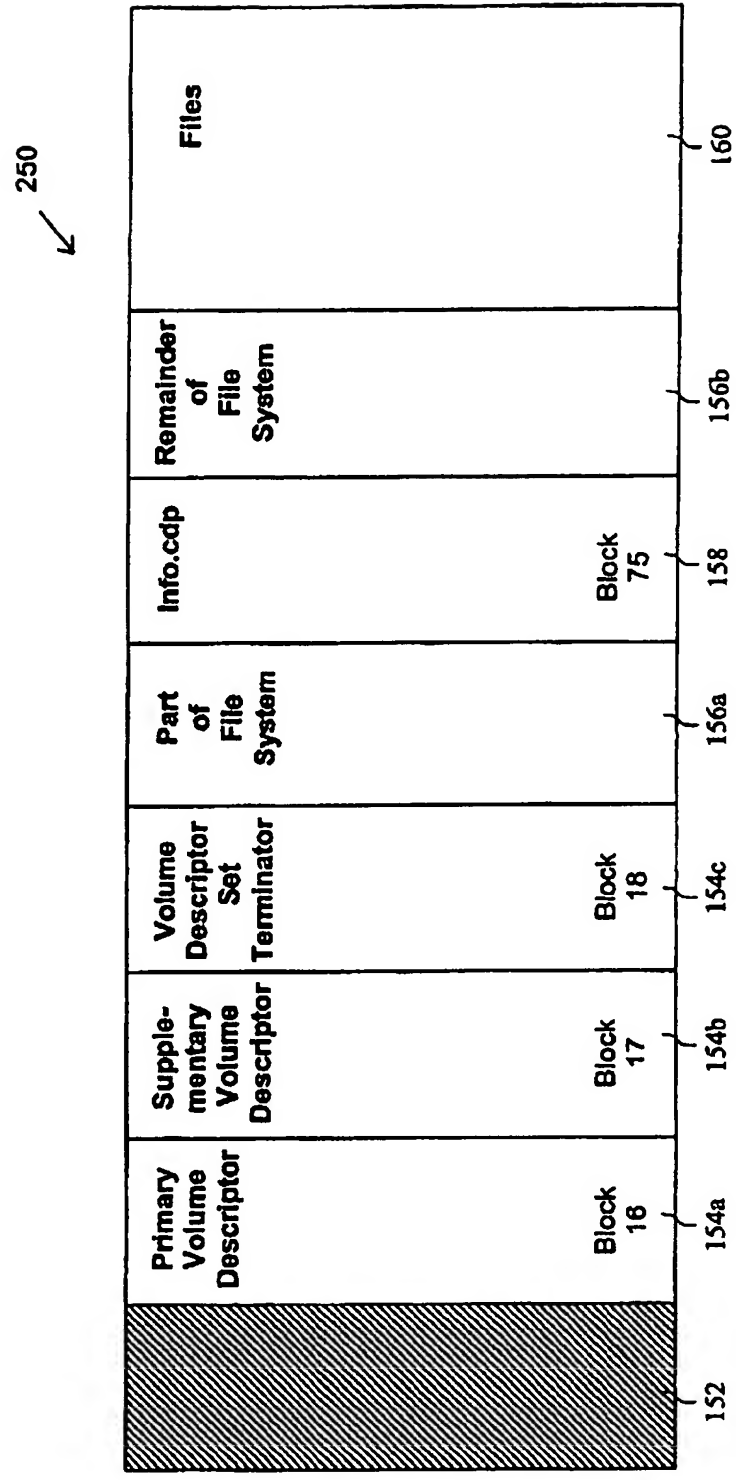 250
Primary
Volume
Descriptor
Supple-
mentary
Volume
Descriptor
Volume
Descriptor
Set
Terminator
Part
of
File
System
Info.cdp
Remainder
of
File
System
Files
Block
16
Block
17
Block
18
Block
75
152
154a
154b
154c
156a
158
156b
160